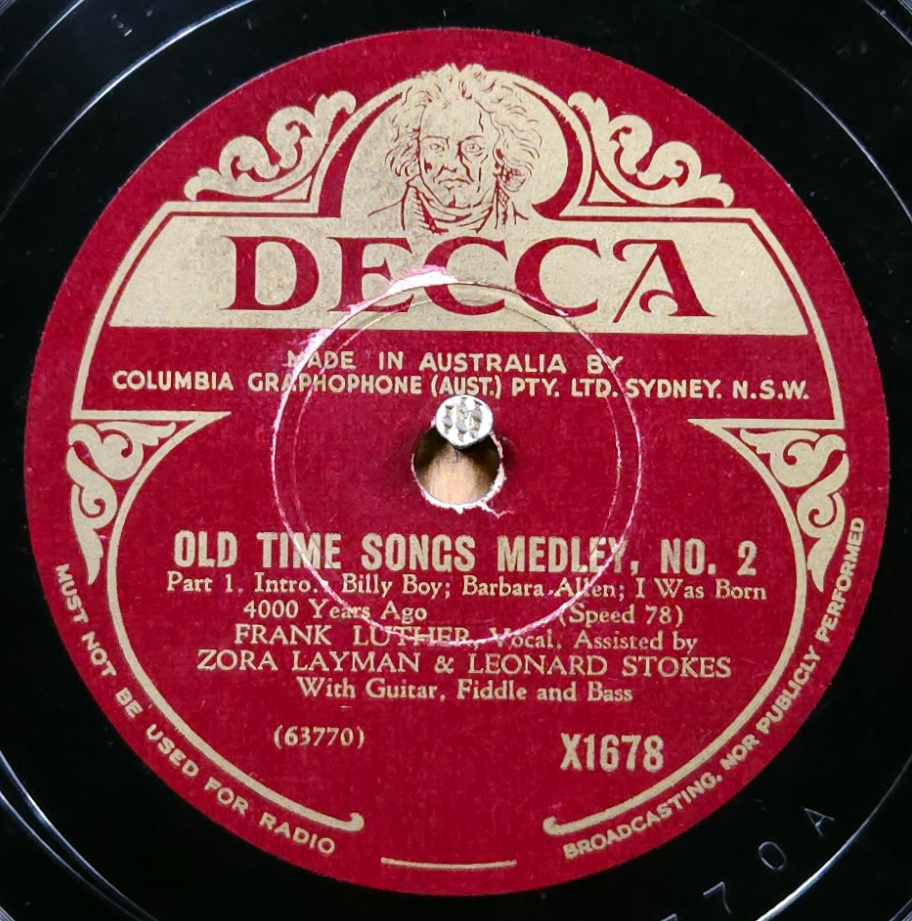 DECCA
MADE IN AUSTRALIA BY
COLUMBIA GRAPHOPHONE (AUST.) PTY. LTD. SYDNEY. N.S.W.
OLD TIME SONGS MEDLEY, NO. 2
Part 1. Intro.: Billy Boy; Barbara Allen; I Was Born
4000 Years Ago (Speed 78)
FRANK LUTHER, Vocal, Assisted by
ZORA LAYMAN & LEONARD STOKES
With Guitar, Fiddle and Bass
(63770) X1678
MUST NOT BE USED FOR RADIO BROADCASTING, NOR PUBLICLY PERFORMED
770A